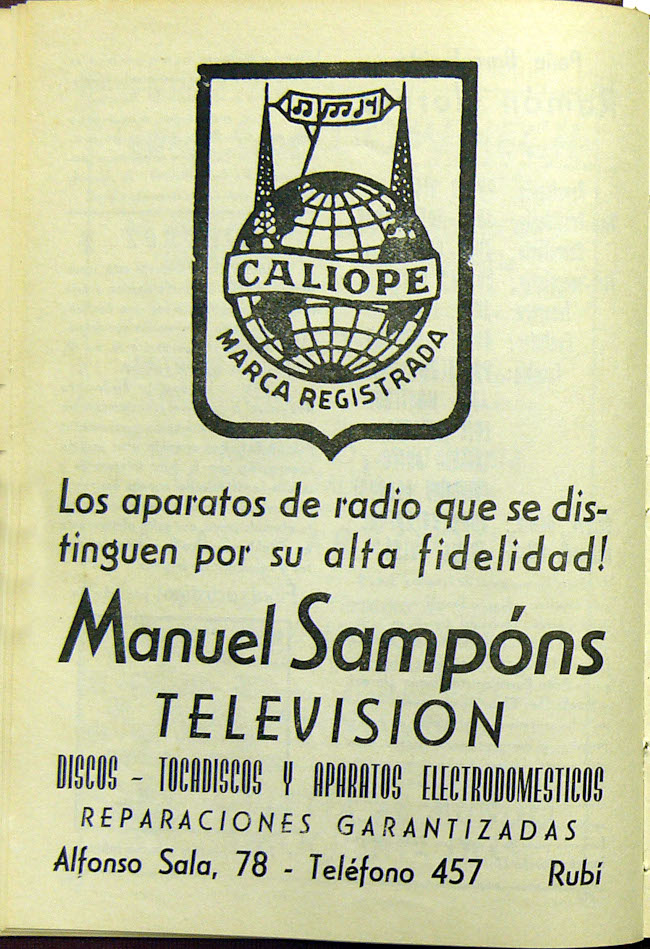 CALIOPE
MARCA REGISTRADA
Los aparatos de radio que se dis-
tinguen por su alta fidelidad!
Manuel Sampóns
TELEVISION
DISCOS - TOCADISCOS Y APARATOS ELECTRODOMESTICOS
REPARACIONES GARANTIZADAS
Alfonso Sala, 78 - Teléfono 457 Rubí